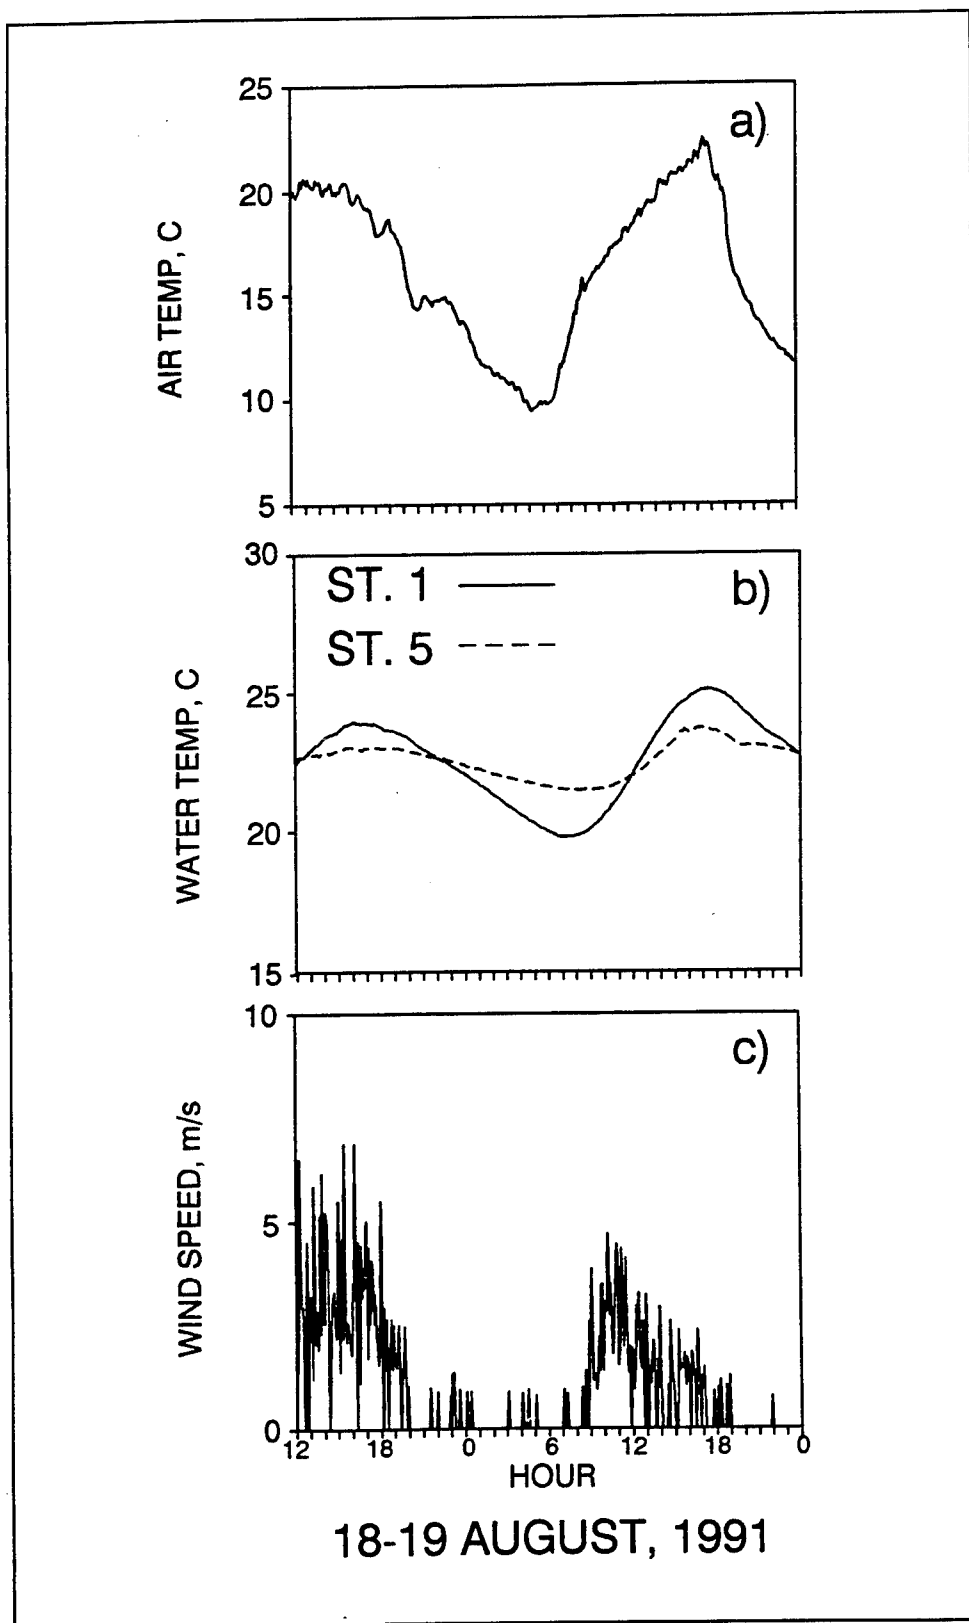 25
a)
20
AIR TEMP, C
15
10
5
30
ST. 1
b)
ST. 5
25
WATER TEMP, C
20
15
10
c)
WIND SPEED, m/s
5
0
12 18 0 6 12 18 0
HOUR
18-19 AUGUST, 1991